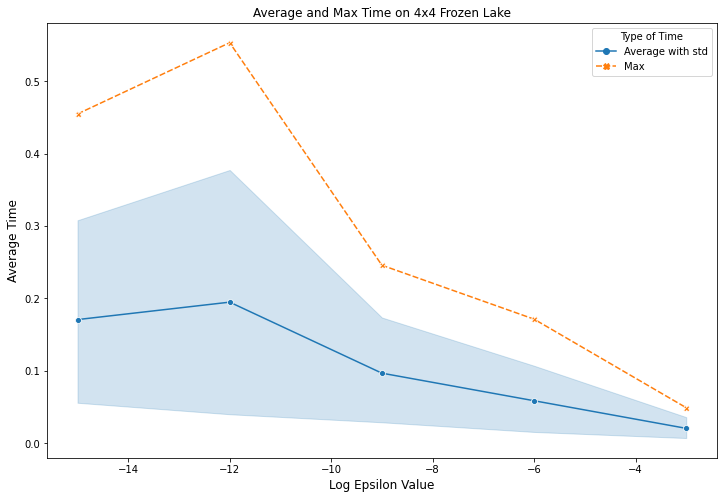 Average and Max Time on 4x4 Frozen Lake
Type of Time
Average with std
Max
Average Time
0.5
0.4
0.3
0.2
0.1
0.0
−14
−12
−10
−8
−6
−4
Log Epsilon Value